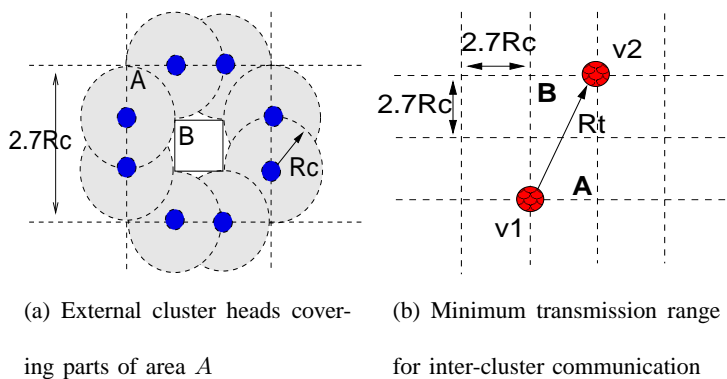 A
B
2.7Rc
Rc
2.7Rc
v2
B
2.7Rc
Rt
A
v1
(a) External cluster heads cover-
ing parts of area A
(b) Minimum transmission range
for inter-cluster communication